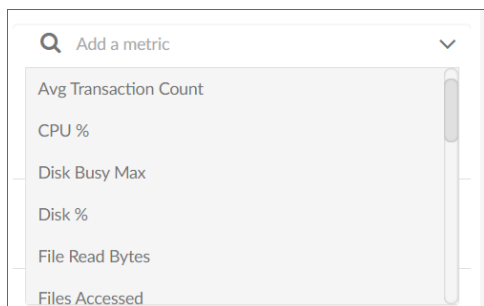 Add a metric
Avg Transaction Count
CPU %
Disk Busy Max
Disk %
File Read Bytes
Files Accessed